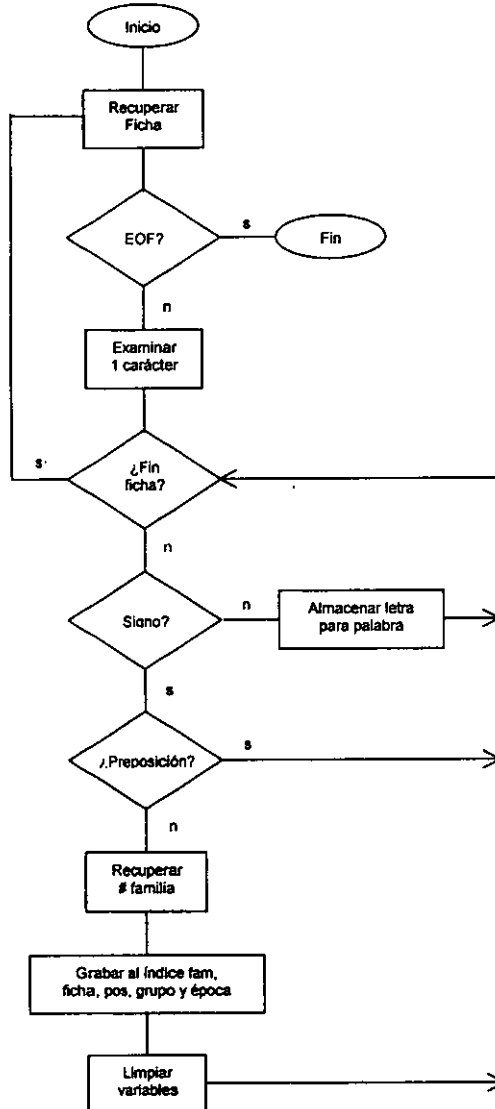 Inicio
Recuperar
Ficha
EOF?
s
Fin
n
Examinar
1 carácter
s
¿Fin
ficha?
n
Signo?
n
Almacenar letra
para palabra
s
¿Preposición?
s
n
Recuperar
# familia
Grabar al índice fam,
ficha, pos, grupo y época
Limpiar
variables